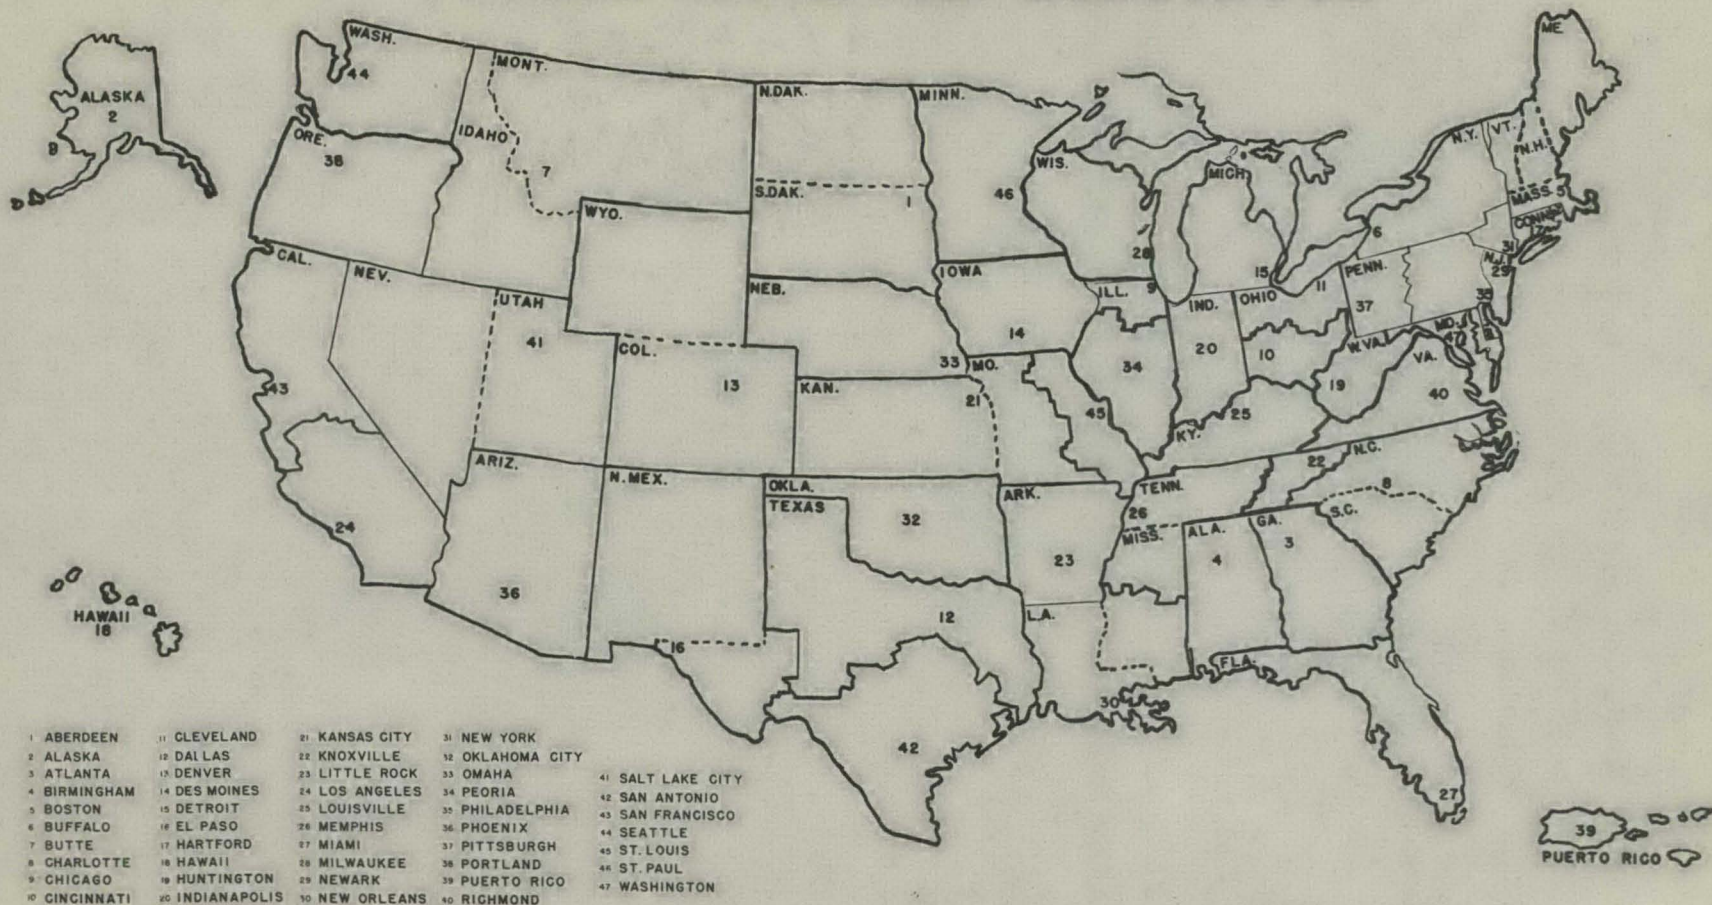 WASH.
44
MONT.
ME.
ALASKA
2
9
N.DAK.
MINN.
ORE.
38
IDAHO
7
N.Y.
VT.
N.H.
WIS.
MICH.
S.DAK.
1
46
MASS. 5
WYO.
CONN.
17
6
28
31
N.J.
29
CAL.
NEV.
IOWA
15
PENN.
11
37
UTAH
NEB.
ILL.
9
IND.
OHIO
35
41
COL.
14
20
10
MD.
47
W.VA.
VA.
13
33
MO.
34
19
40
43
KAN.
21
45
25
KY.
ARIZ.
N.MEX.
OKLA.
TEXAS
ARK.
TENN.
22
N.C.
8
24
32
26
MISS.
ALA.
GA.
S.C.
36
23
4
3
HAWAII
18
12
LA.
16
FLA.
30
42
27
39
PUERTO RICO
1 ABERDEEN
2 ALASKA
3 ATLANTA
4 BIRMINGHAM
5 BOSTON
6 BUFFALO
7 BUTTE
8 CHARLOTTE
9 CHICAGO
10 CINCINNATI
11 CLEVELAND
12 DALLAS
13 DENVER
14 DES MOINES
15 DETROIT
16 EL PASO
17 HARTFORD
18 HAWAII
19 HUNTINGTON
20 INDIANAPOLIS
21 KANSAS CITY
22 KNOXVILLE
23 LITTLE ROCK
24 LOS ANGELES
25 LOUISVILLE
26 MEMPHIS
27 MIAMI
28 MILWAUKEE
29 NEWARK
30 NEW ORLEANS
31 NEW YORK
32 OKLAHOMA CITY
33 OMAHA
34 PEORIA
35 PHILADELPHIA
36 PHOENIX
37 PITTSBURGH
38 PORTLAND
39 PUERTO RICO
40 RICHMOND
41 SALT LAKE CITY
42 SAN ANTONIO
43 SAN FRANCISCO
44 SEATTLE
45 ST. LOUIS
46 ST. PAUL
47 WASHINGTON